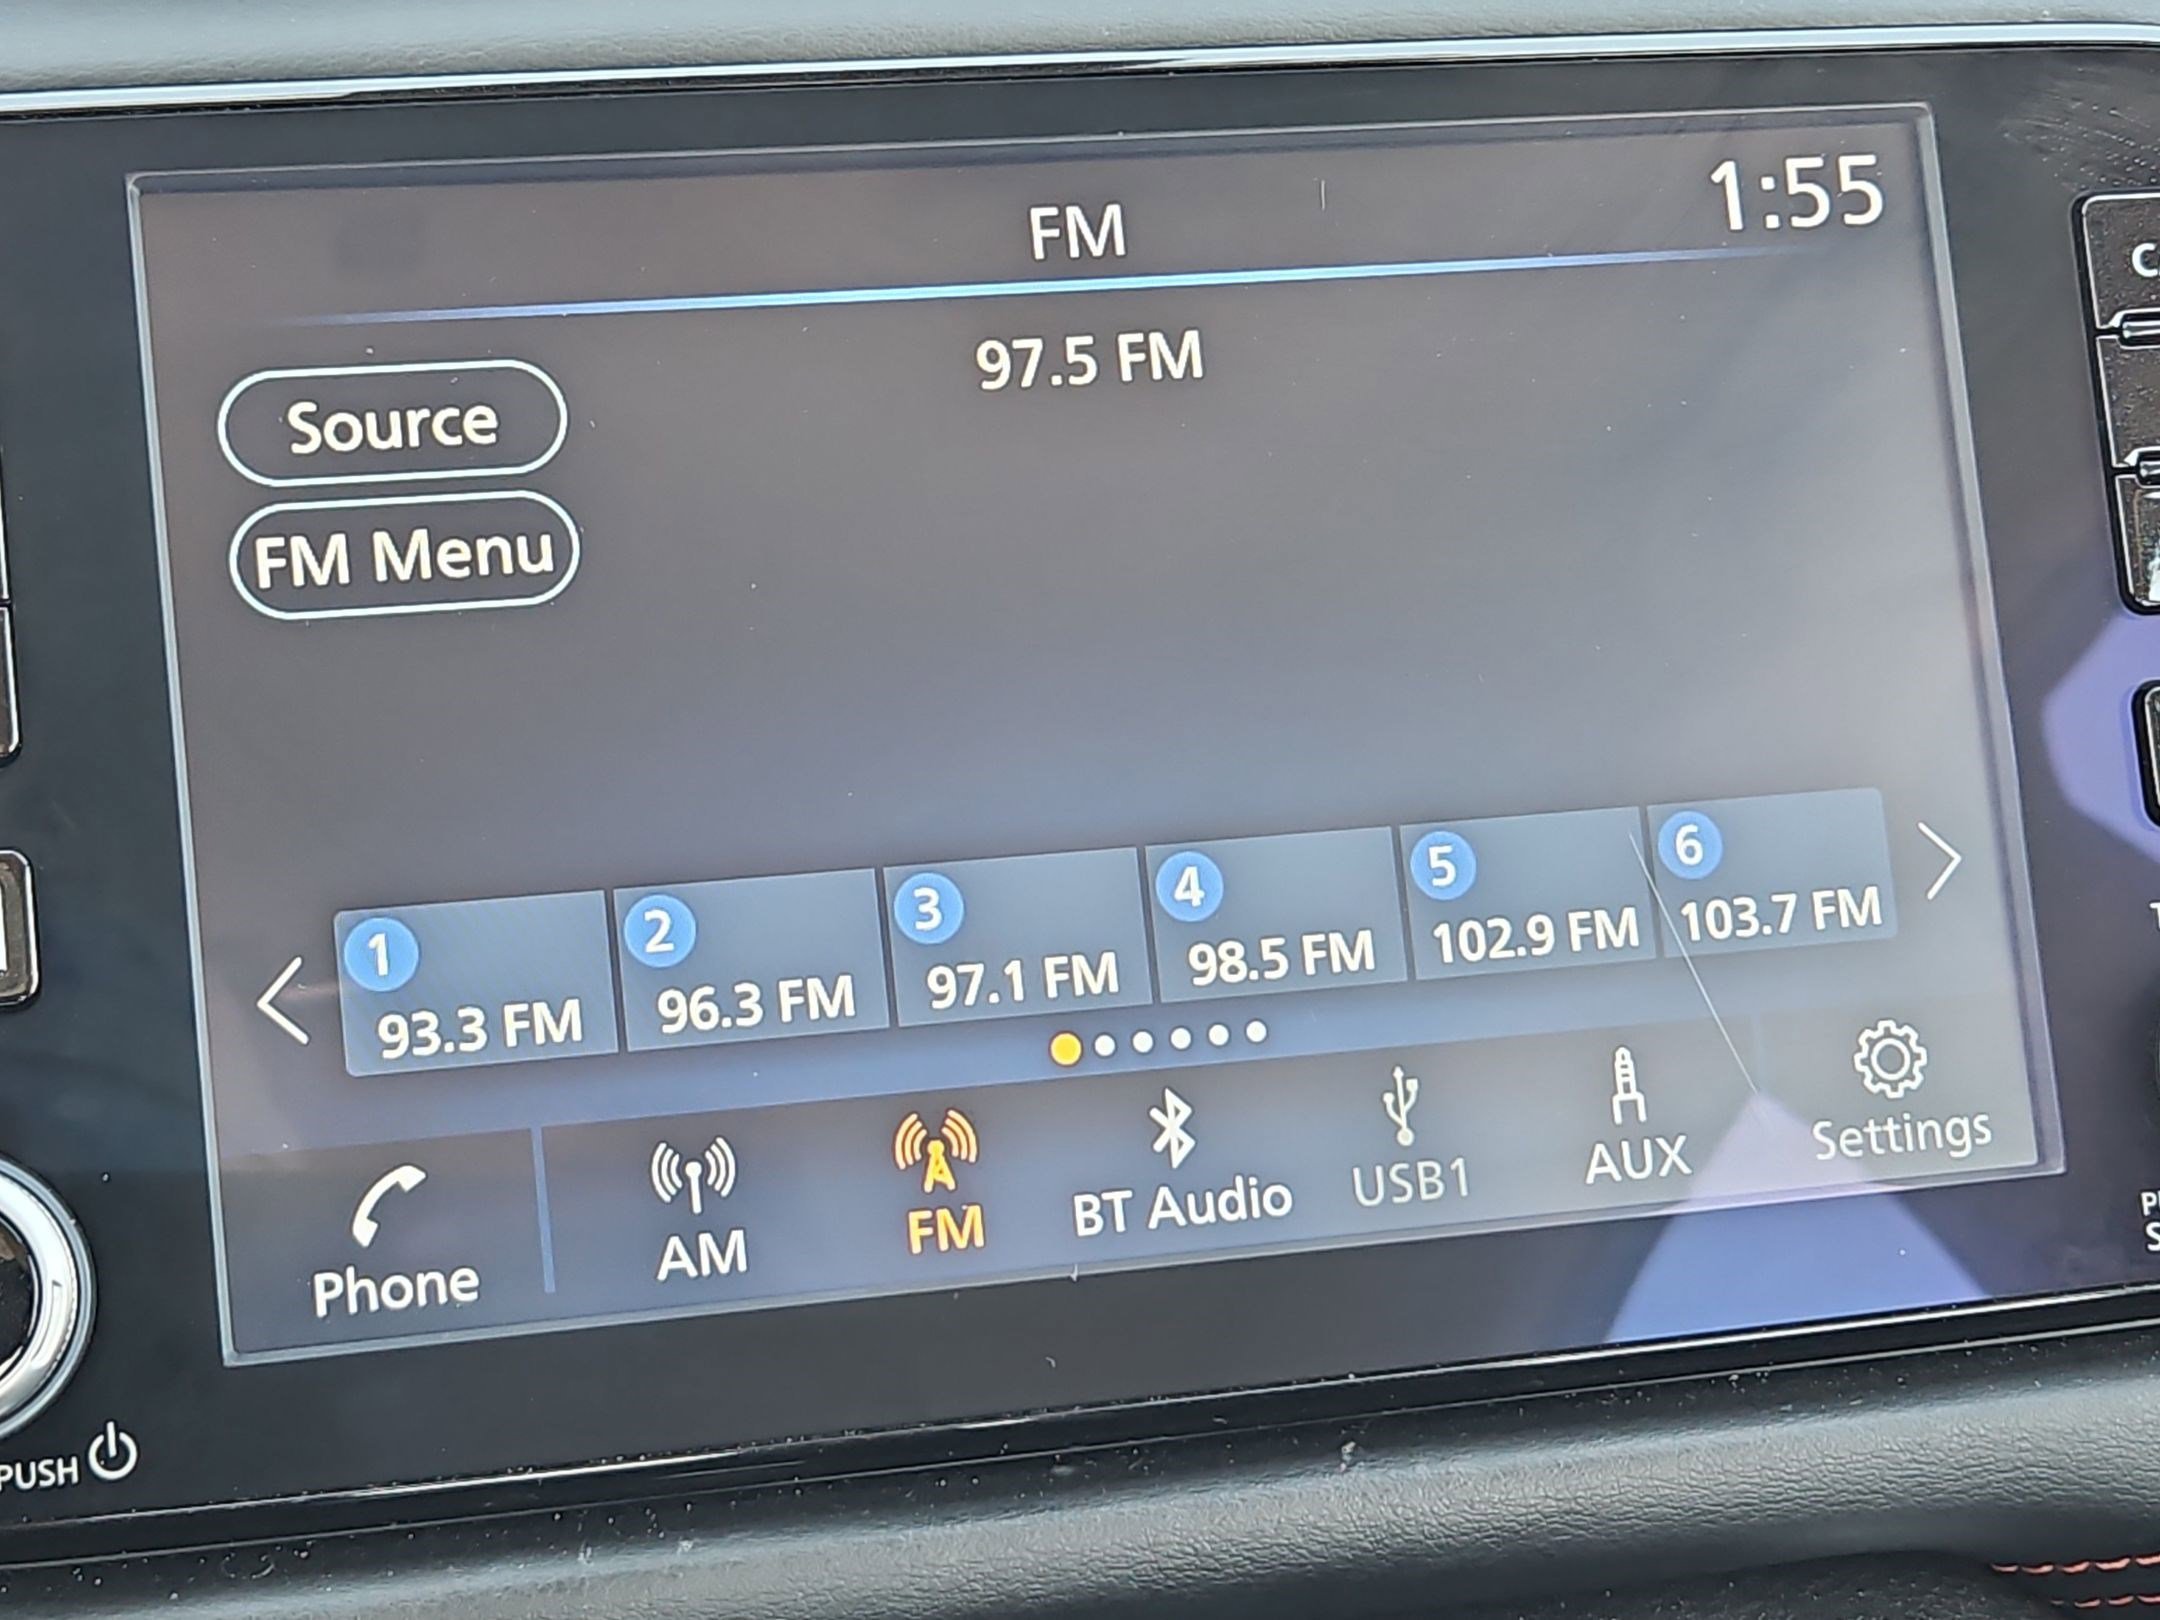 FM
1:55
97.5 FM
Source
FM Menu
1 2 3 4 5 6
93.3 FM 96.3 FM 97.1 FM 98.5 FM 102.9 FM 103.7 FM
Phone AM FM BT Audio USB1 AUX Settings
PUSH